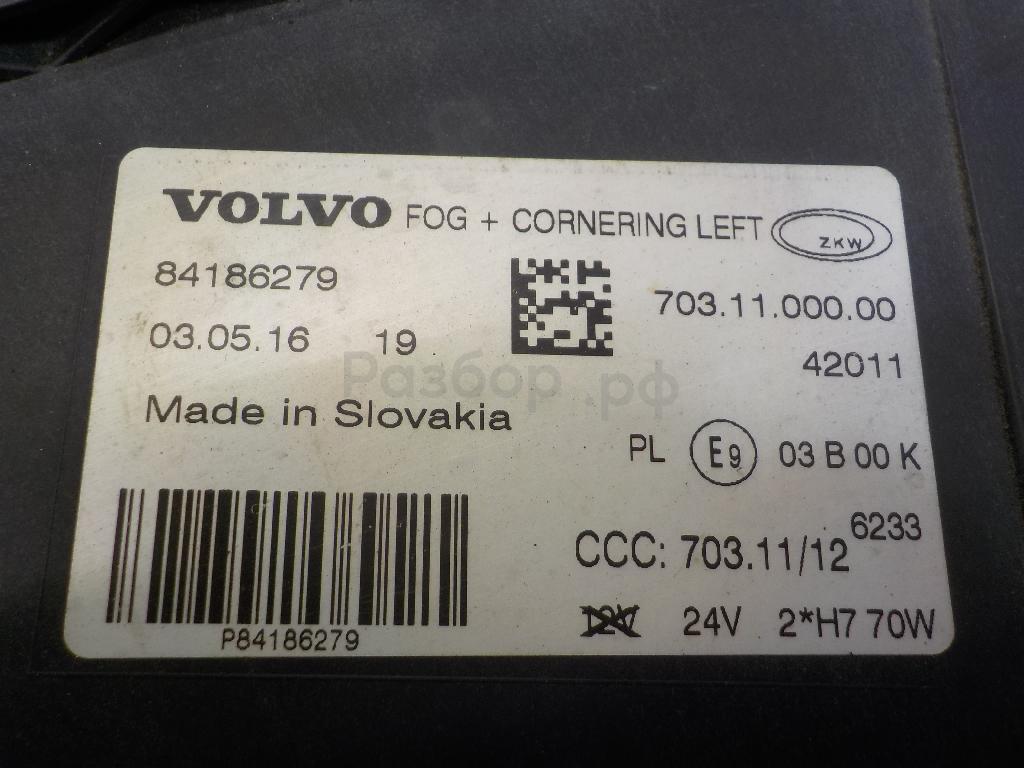 VOLVO FOG + CORNERING LEFT ZKW
84186279
703.11.000.00
03.05.16 19
42011
Разбор.рф
Made in Slovakia
PL E9 03 B 00 K
6233
CCC: 703.11/12
12V 24V 2*H7 70W
P84186279